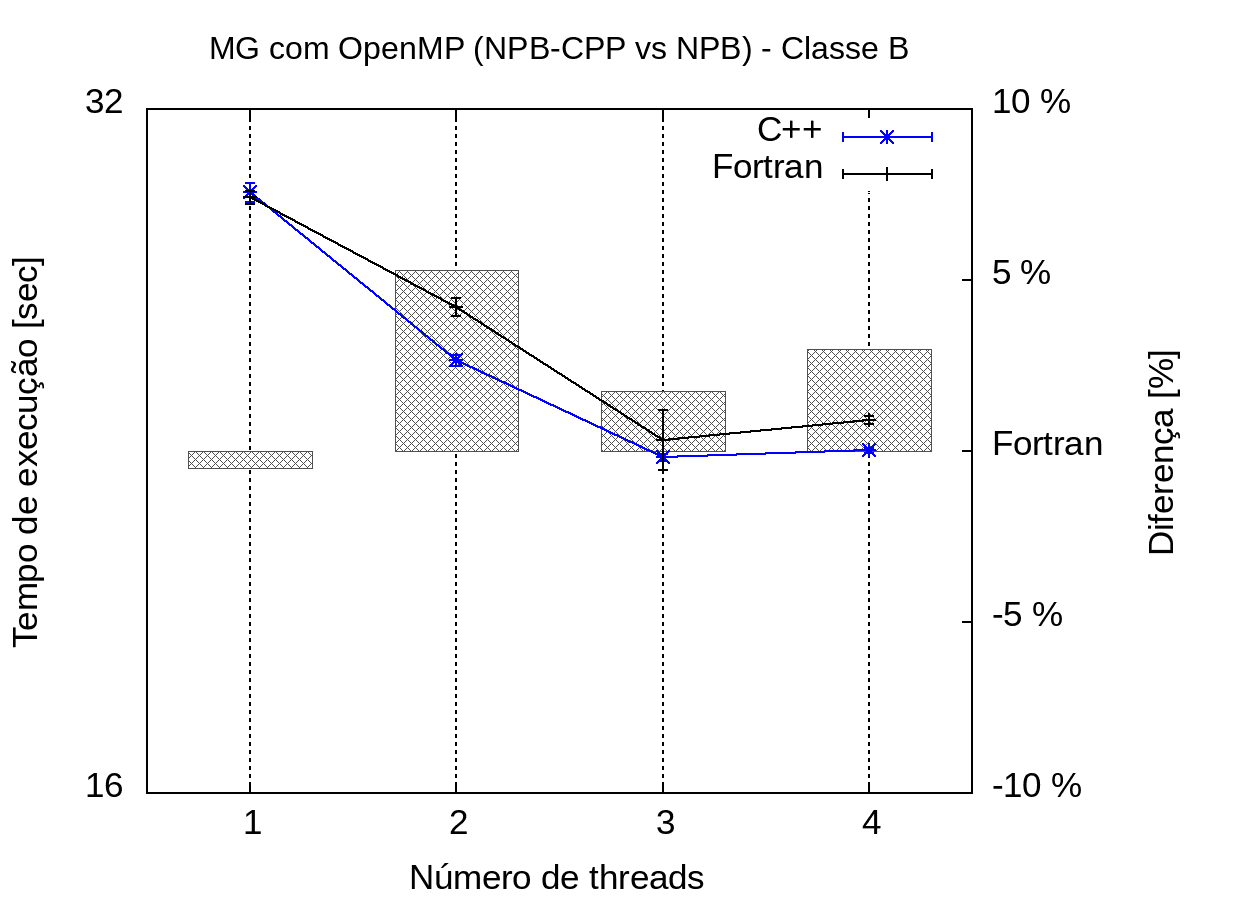 MG com OpenMP (NPB-CPP vs NPB) - Classe B
32
16
Tempo de execução [sec]
C++
Fortran
10 %
5 %
Fortran
-5 %
-10 %
Diferença [%]
1 2 3 4
Número de threads